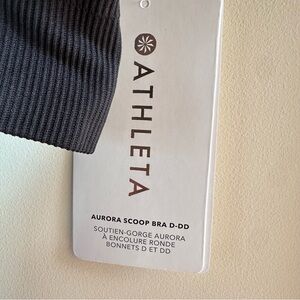 ATHLETA
AURORA SCOOP BRA D-DD
SOUTIEN-GORGE AURORA
À ENCOLURE RONDE
BONNETS D ET DD